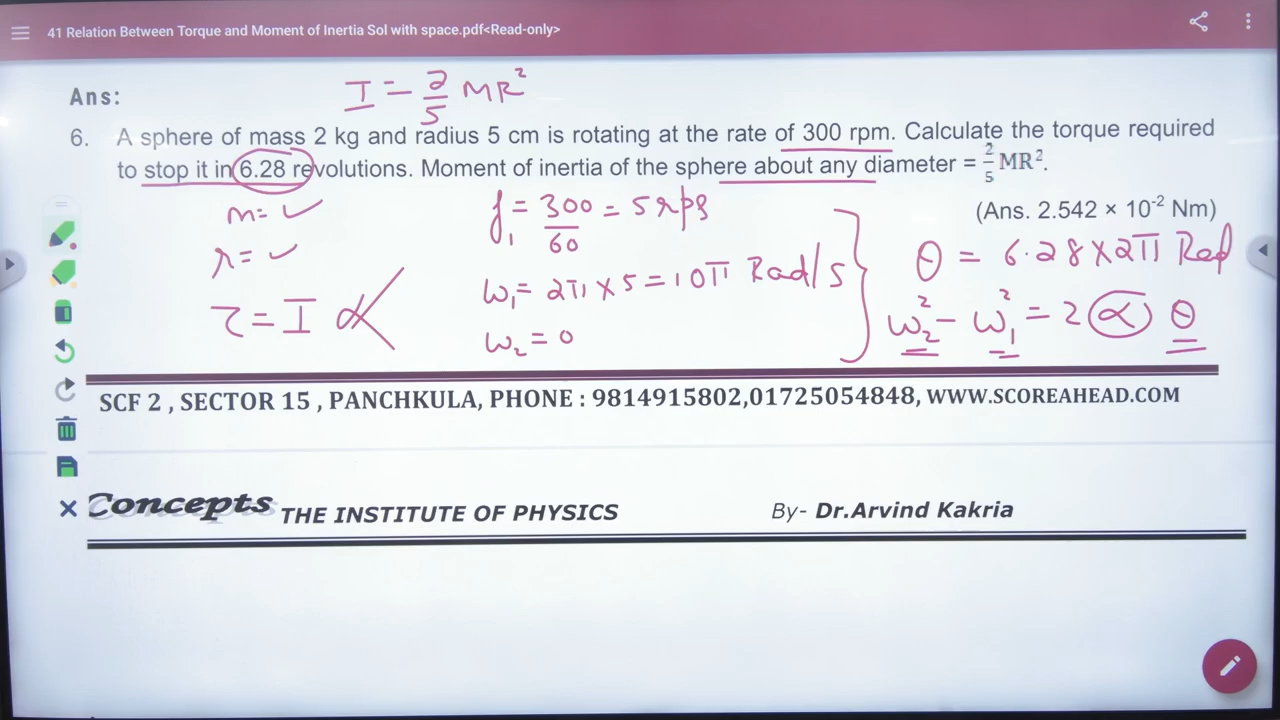 41 Relation Between Torque and Moment of Inertia Sol with space.pdf<Read-only>
Ans:
I = 2/5 MR²
6. A sphere of mass 2 kg and radius 5 cm is rotating at the rate of 300 rpm. Calculate the torque required
to stop it in 6.28 revolutions. Moment of inertia of the sphere about any diameter = 2/5 MR².
(Ans. 2.542 × 10⁻² Nm)
m= ✓
r= ✓
τ = I α
f₁ = 300/60 = 5 rps
ω₁ = 2π × 5 = 10π Rad/s
ω₂ = 0
θ = 6.28 × 2π Rad
ω₂² - ω₁² = 2 α θ
SCF 2 , SECTOR 15 , PANCHKULA, PHONE : 9814915802,01725054848, WWW.SCOREAHEAD.COM
Concepts THE INSTITUTE OF PHYSICS By- Dr.Arvind Kakria